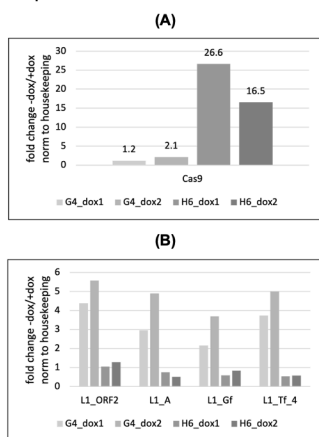 (A)
fold change -dox/+dox
norm to housekeeping
30
25
20
15
10
5
0
1.2
2.1
26.6
16.5
Cas9
G4_dox1 G4_dox2 H6_dox1 H6_dox2
(B)
fold change -dox/+dox
norm to housekeeping
6
5
4
3
2
1
0
L1_ORF2 L1_A L1_Gf L1_Tf_4
G4_dox1 G4_dox2 H6_dox1 H6_dox2